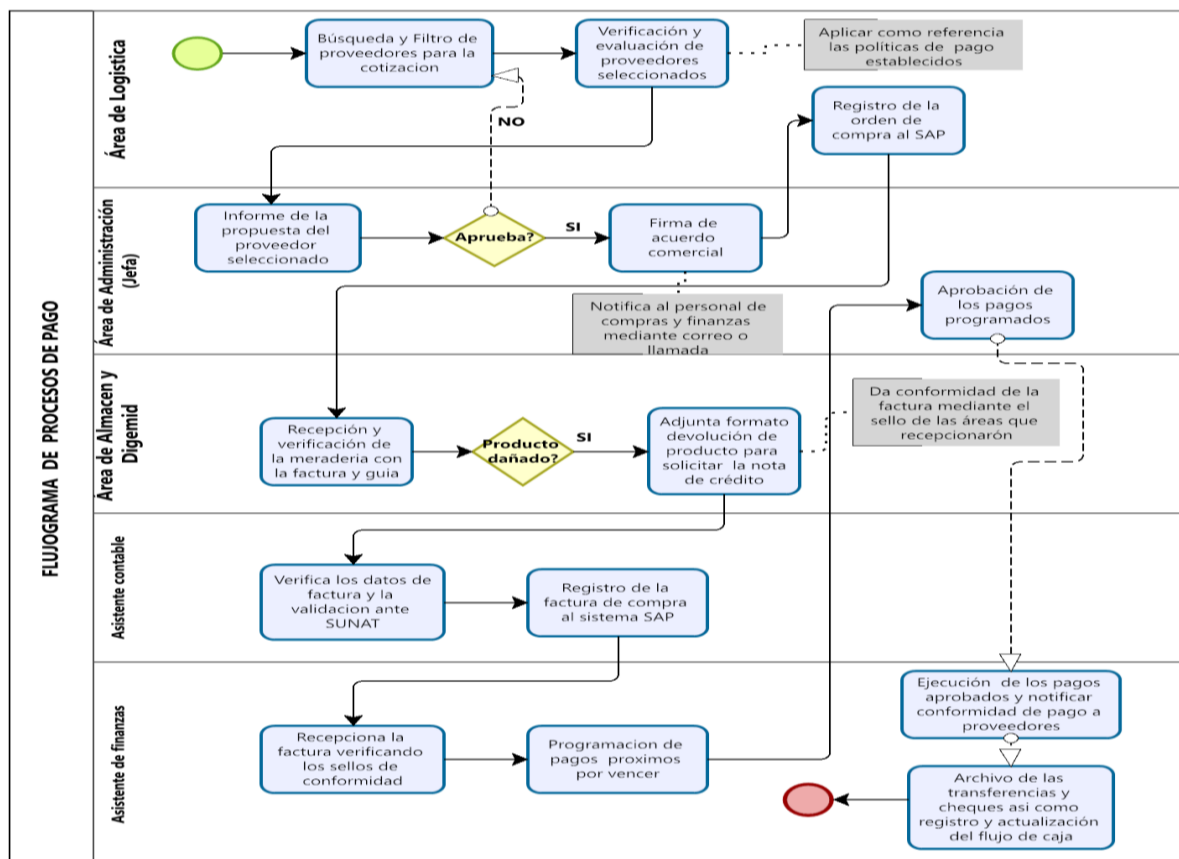 FLUJOGRAMA DE PROCESOS DE PAGO
Área de Logística
Búsqueda y Filtro de
proveedores para la
cotizacion
Verificación y
evaluación de
proveedores
seleccionados
Aplicar como referencia
las políticas de pago
establecidos
NO
Registro de la
orden de
compra al SAP
Área de Administración
(Jefa)
Informe de la
propuesta del
proveedor
seleccionado
Aprueba?
SI
Firma de
acuerdo
comercial
Notifica al personal de
compras y finanzas
mediante correo o
llamada
Aprobación de
los pagos
programados
Área de Almacen y
Digemid
Recepción y
verificación de
la meraderia con
la factura y guia
Producto
dañado?
SI
Adjunta formato
devolución de
producto para
solicitar la nota
de crédito
Da conformidad de la
factura mediante el
sello de las áreas que
recepcionarón
Asistente contable
Verifica los datos de
factura y la
validacion ante
SUNAT
Registro de la
factura de compra
al sistema SAP
Asistente de finanzas
Recepciona la
factura verificando
los sellos de
conformidad
Programacion de
pagos proximos
por vencer
Ejecución de los pagos
aprobados y notificar
conformidad de pago a
proveedores
Archivo de las
transferencias y
cheques asi como
registro y actualización
del flujo de caja